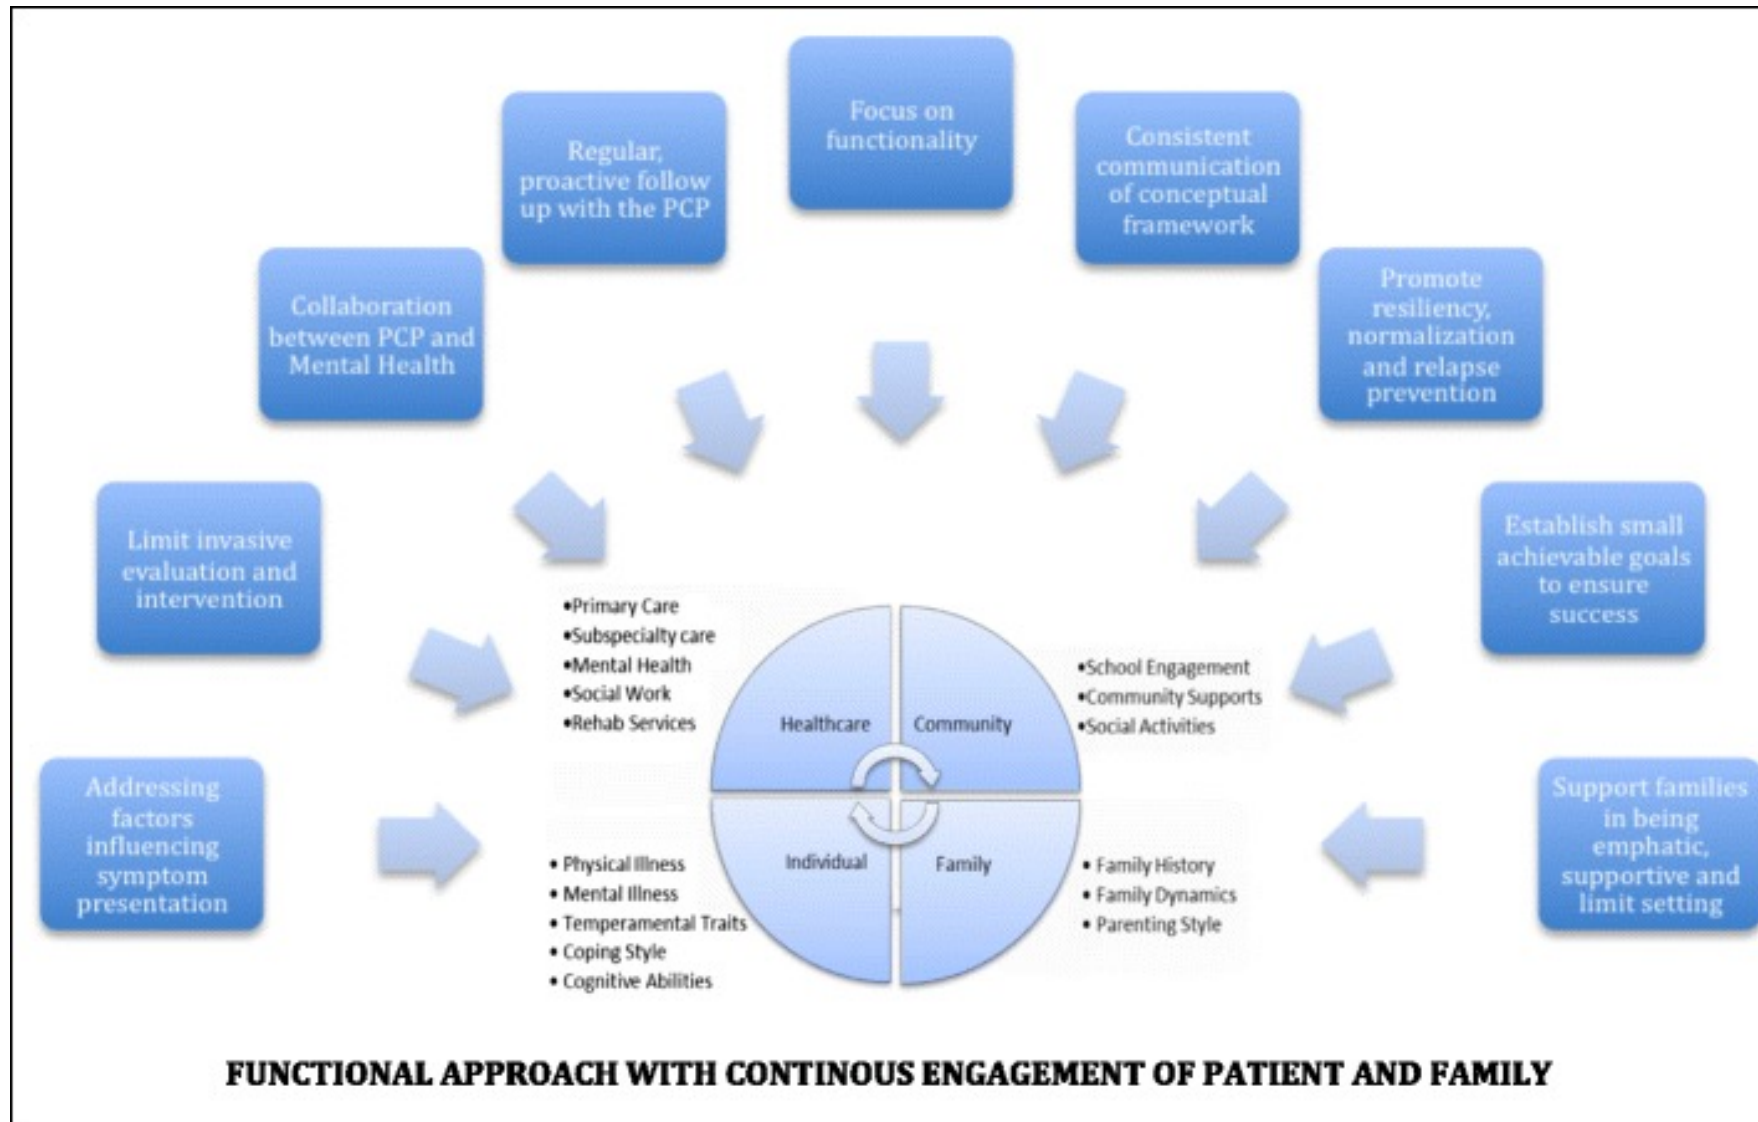 Focus on
functionality
Regular,
proactive follow
up with the PCP
Consistent
communication
of conceptual
framework
Collaboration
between PCP and
Mental Health
Promote
resiliency,
normalization
and relapse
prevention
Limit invasive
evaluation and
intervention
Establish small
achievable goals
to ensure
success
Addressing
factors
influencing
symptom
presentation
Support families
in being
emphatic,
supportive and
limit setting
•Primary Care
•Subspecialty care
•Mental Health
•Social Work
•Rehab Services
Healthcare
Community
•School Engagement
•Community Supports
•Social Activities
• Physical Illness
• Mental Illness
• Temperamental Traits
• Coping Style
• Cognitive Abilities
Individual
Family
• Family History
• Family Dynamics
• Parenting Style
FUNCTIONAL APPROACH WITH CONTINOUS ENGAGEMENT OF PATIENT AND FAMILY